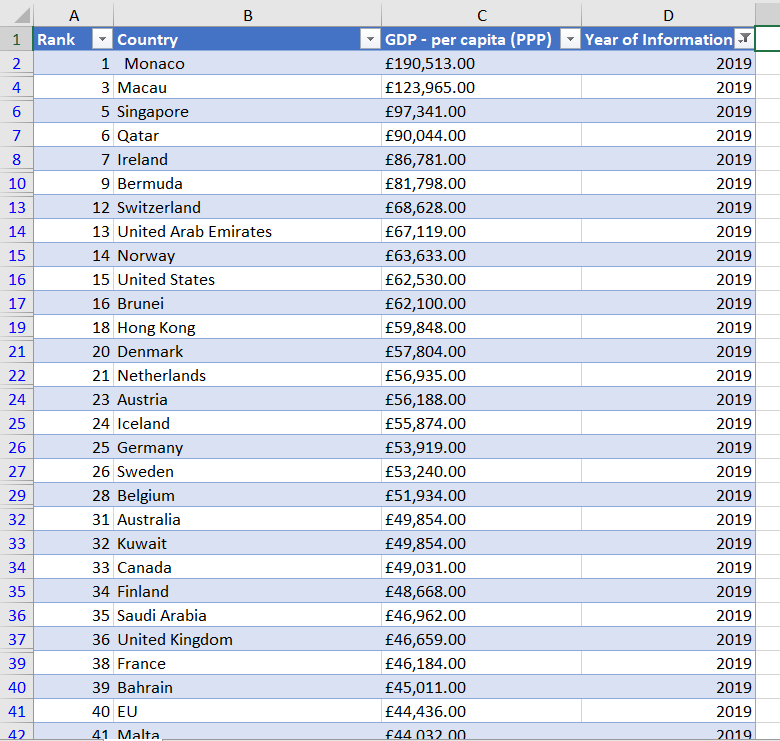 A B C D
1 Rank Country GDP - per capita (PPP) Year of Information
2 1 Monaco £190,513.00 2019
4 3 Macau £123,965.00 2019
6 5 Singapore £97,341.00 2019
7 6 Qatar £90,044.00 2019
8 7 Ireland £86,781.00 2019
10 9 Bermuda £81,798.00 2019
13 12 Switzerland £68,628.00 2019
14 13 United Arab Emirates £67,119.00 2019
15 14 Norway £63,633.00 2019
16 15 United States £62,530.00 2019
17 16 Brunei £62,100.00 2019
19 18 Hong Kong £59,848.00 2019
21 20 Denmark £57,804.00 2019
22 21 Netherlands £56,935.00 2019
24 23 Austria £56,188.00 2019
25 24 Iceland £55,874.00 2019
26 25 Germany £53,919.00 2019
27 26 Sweden £53,240.00 2019
29 28 Belgium £51,934.00 2019
32 31 Australia £49,854.00 2019
33 32 Kuwait £49,854.00 2019
34 33 Canada £49,031.00 2019
35 34 Finland £48,668.00 2019
36 35 Saudi Arabia £46,962.00 2019
37 36 United Kingdom £46,659.00 2019
39 38 France £46,184.00 2019
40 39 Bahrain £45,011.00 2019
41 40 EU £44,436.00 2019
42 41 Malta £44,032.00 2019